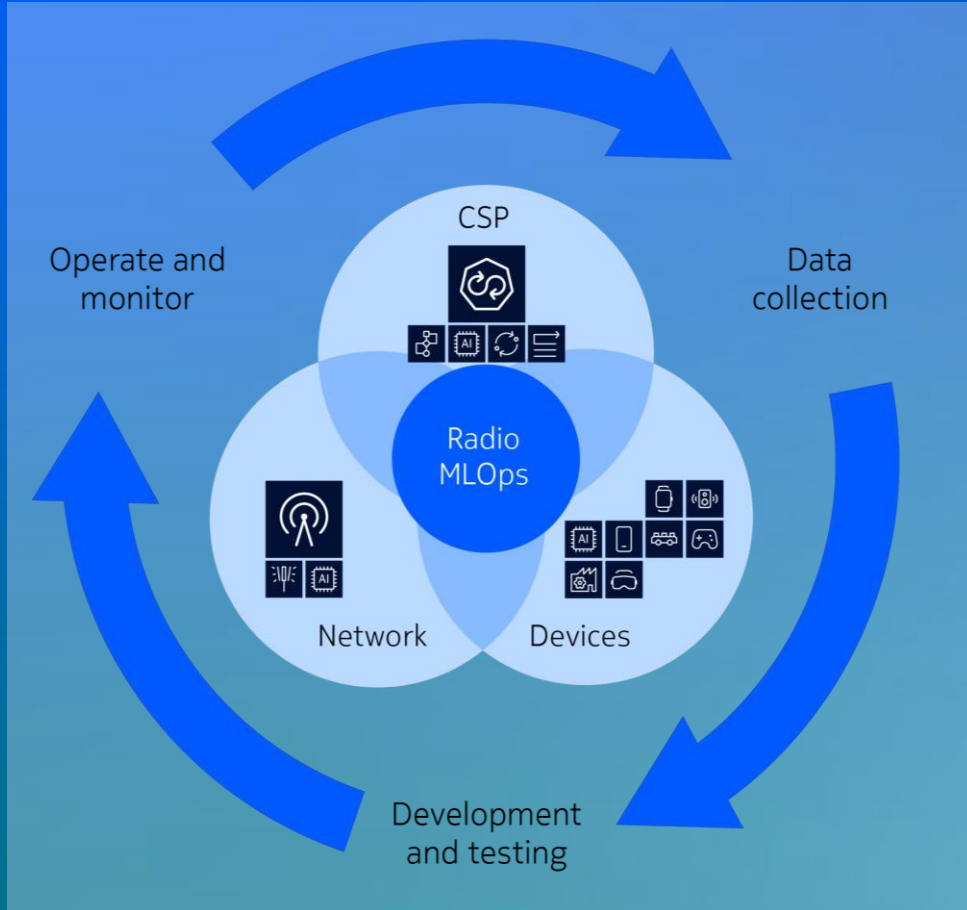 CSP
Operate and
monitor
Data
collection
AI
Radio
MLOps
AI
AI
Network
Devices
Development
and testing